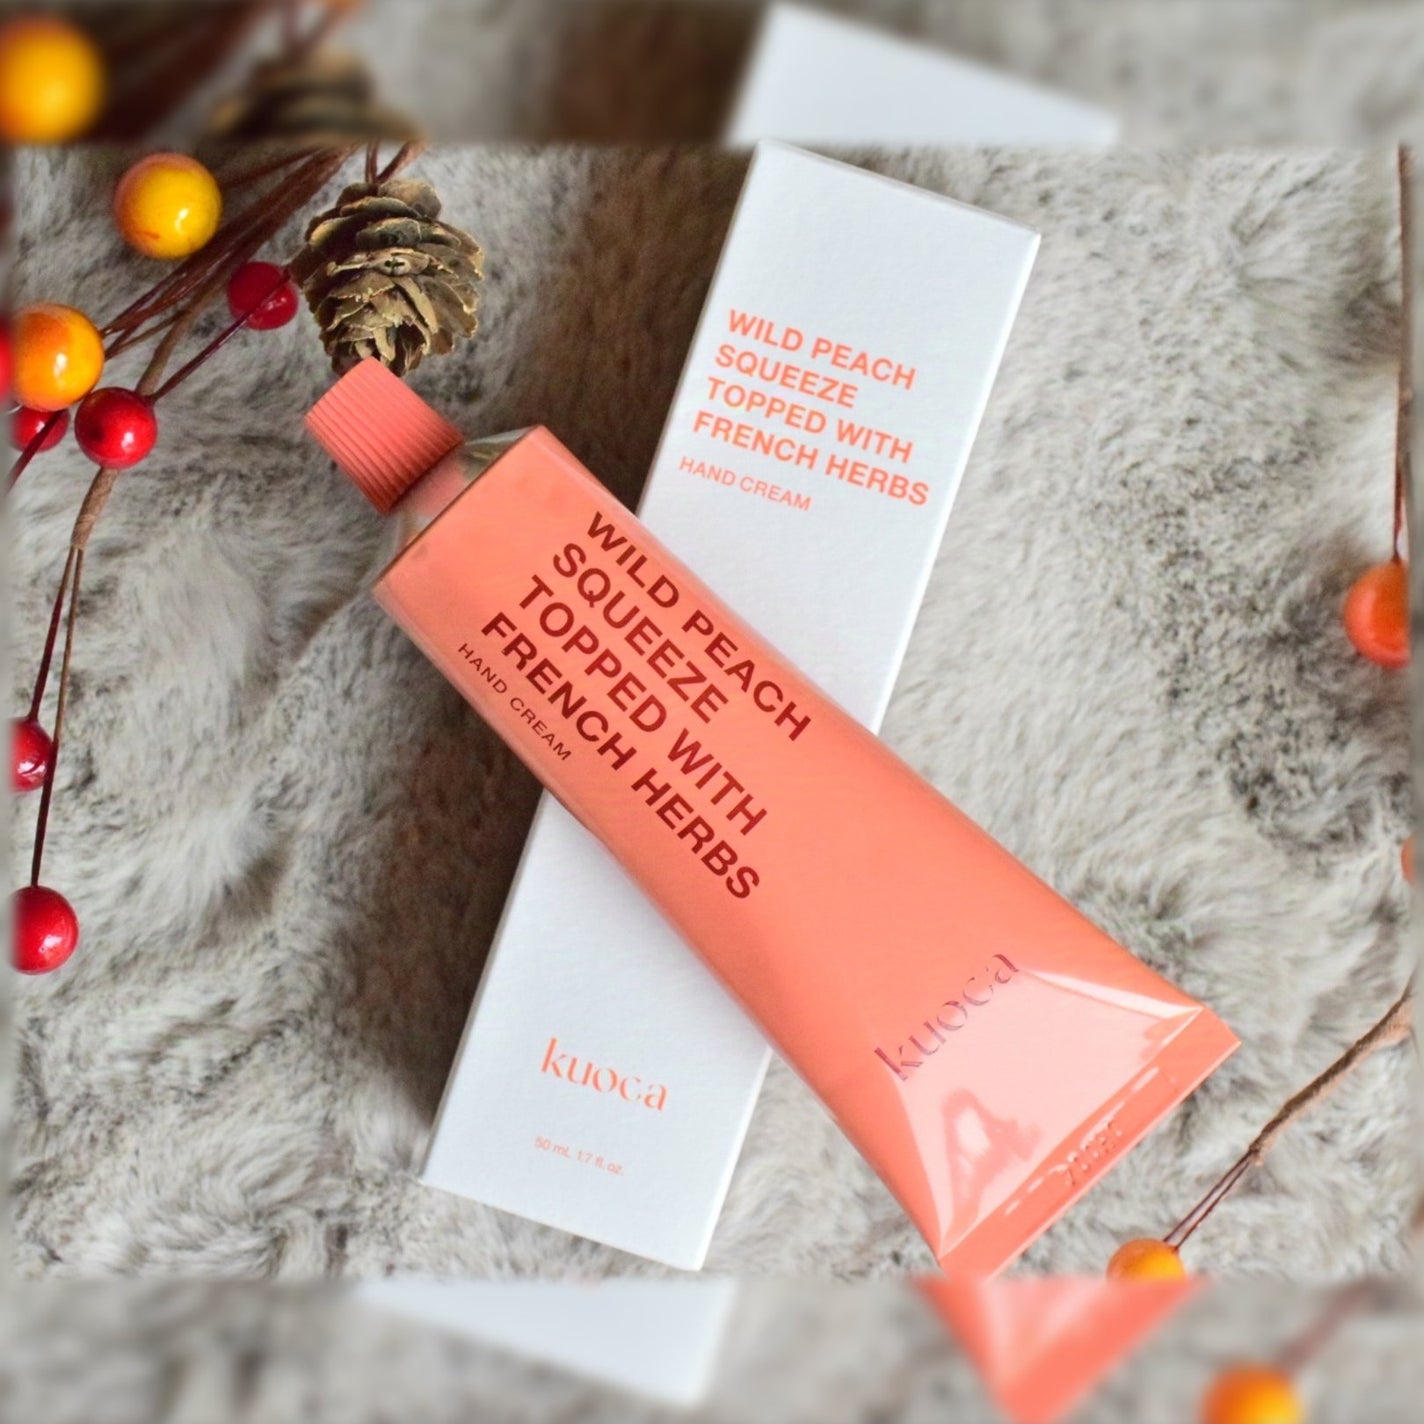 WILD PEACH
SQUEEZE
TOPPED WITH
FRENCH HERBS
HAND CREAM
kuoca
50 mL 1.7 fl. oz.
WILD PEACH
SQUEEZE
TOPPED WITH
FRENCH HERBS
HAND CREAM
kuoca